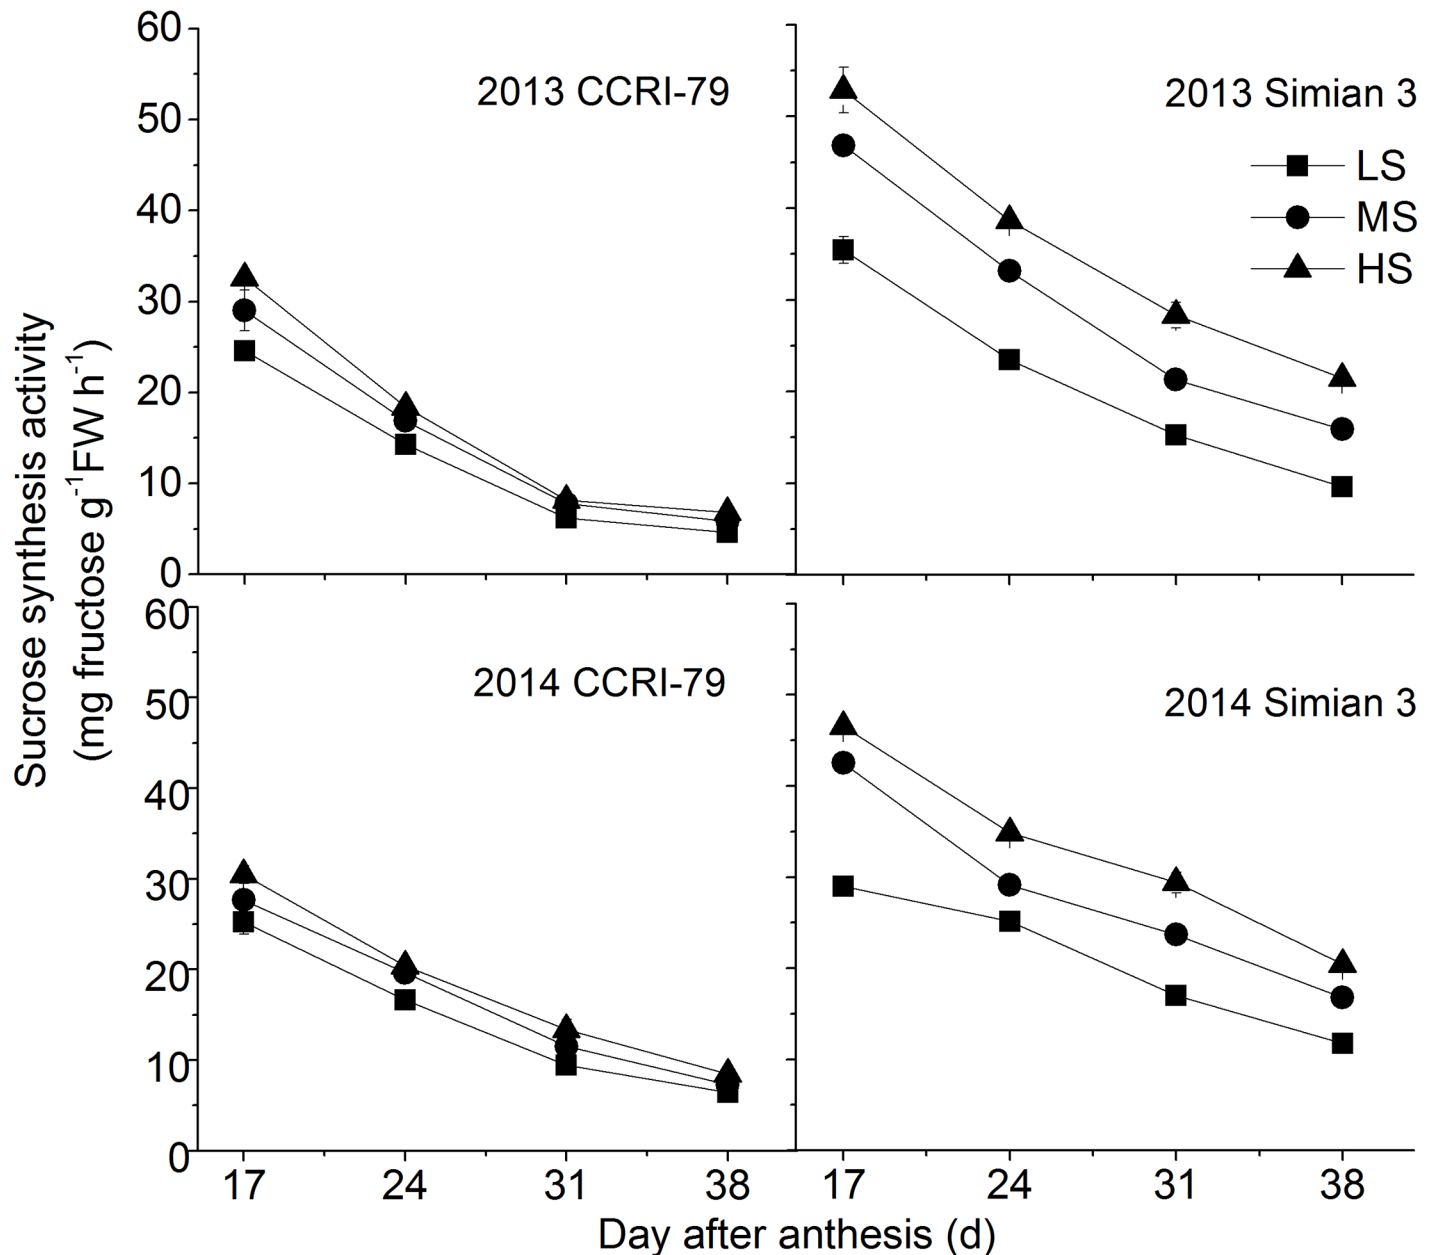 Sucrose synthesis activity
(mg fructose g⁻¹FW h⁻¹)
60
50
40
30
20
10
0
2013 CCRI-79
2013 Simian 3
LS
MS
HS
60
50
40
30
20
10
0
2014 CCRI-79
2014 Simian 3
17 24 31 38 17 24 31 38
Day after anthesis (d)